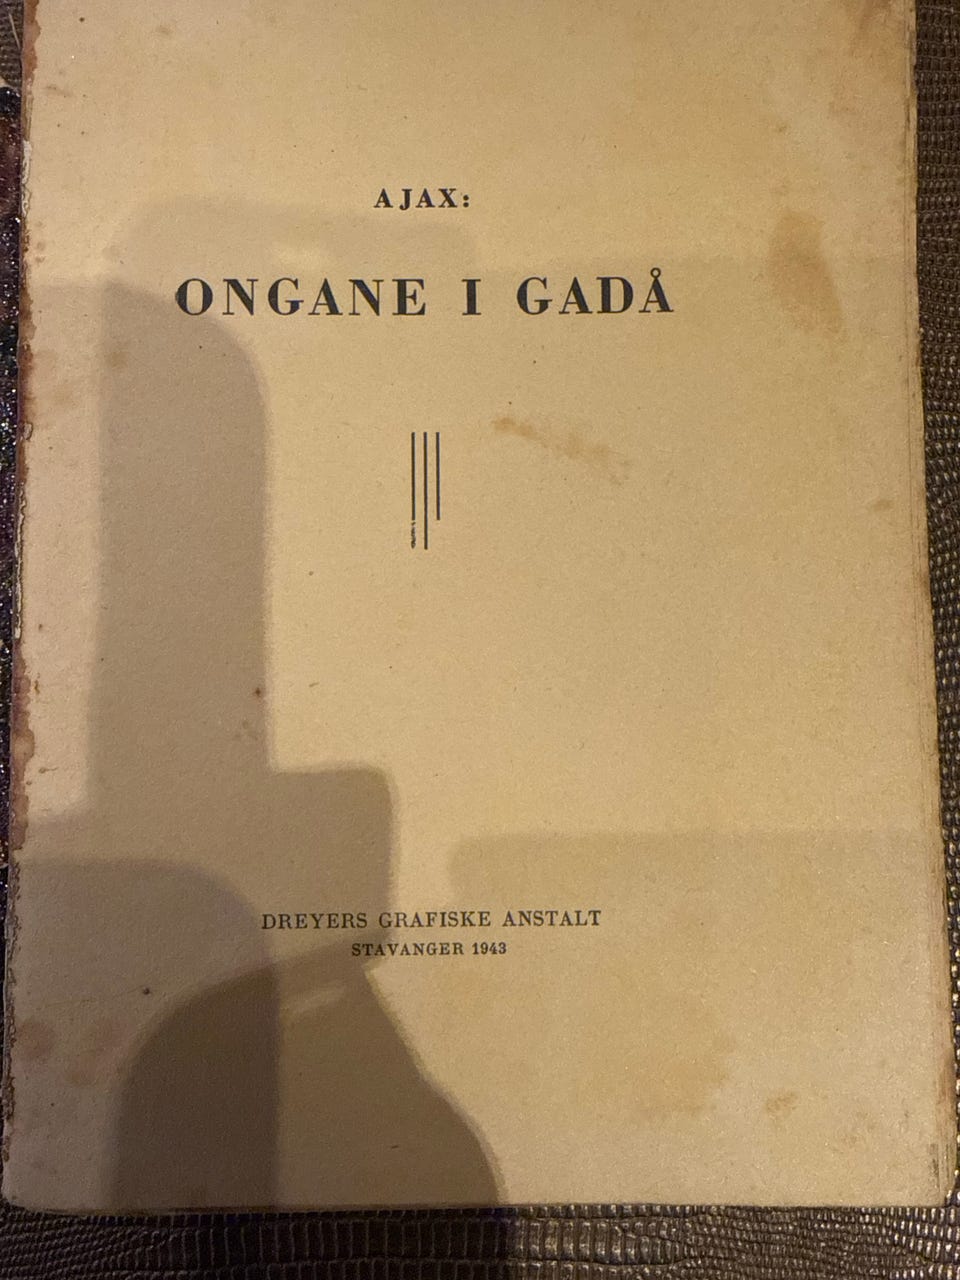 AJAX:
ONGANE I GADÅ
DREYERS GRAFISKE ANSTALT
STAVANGER 1943